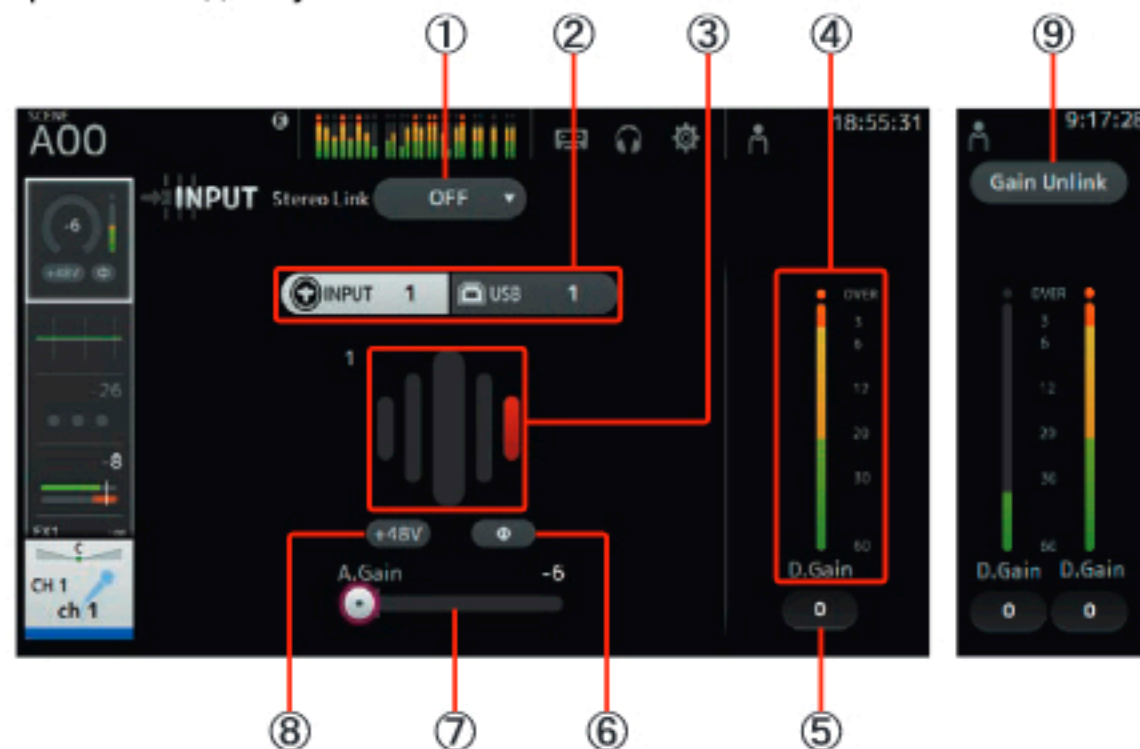 ① ② ③ ④ ⑨
SCENE
A00
18:55:31
9:17:28
INPUT Stereo Link OFF
Gain Unlink
-6
+48V Φ
INPUT 1 USB 1
OVER
3
6
12
20
30
60
OVER
3
6
12
20
30
60
1
-26
-8
+48V Φ
A.Gain -6
D.Gain
0
D.Gain D.Gain
0 0
FX1
C
CH 1
ch 1
⑧ ⑦ ⑥ ⑤